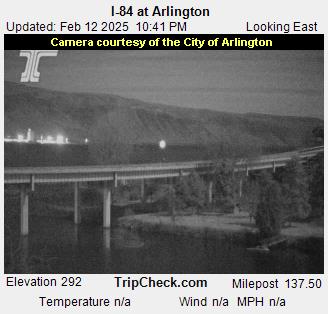 I-84 at Arlington
Updated: Feb 12 2025 10:41 PM Looking East
Camera courtesy of the City of Arlington
Elevation 292 TripCheck.com Milepost 137.50
Temperature n/a Wind n/a MPH n/a